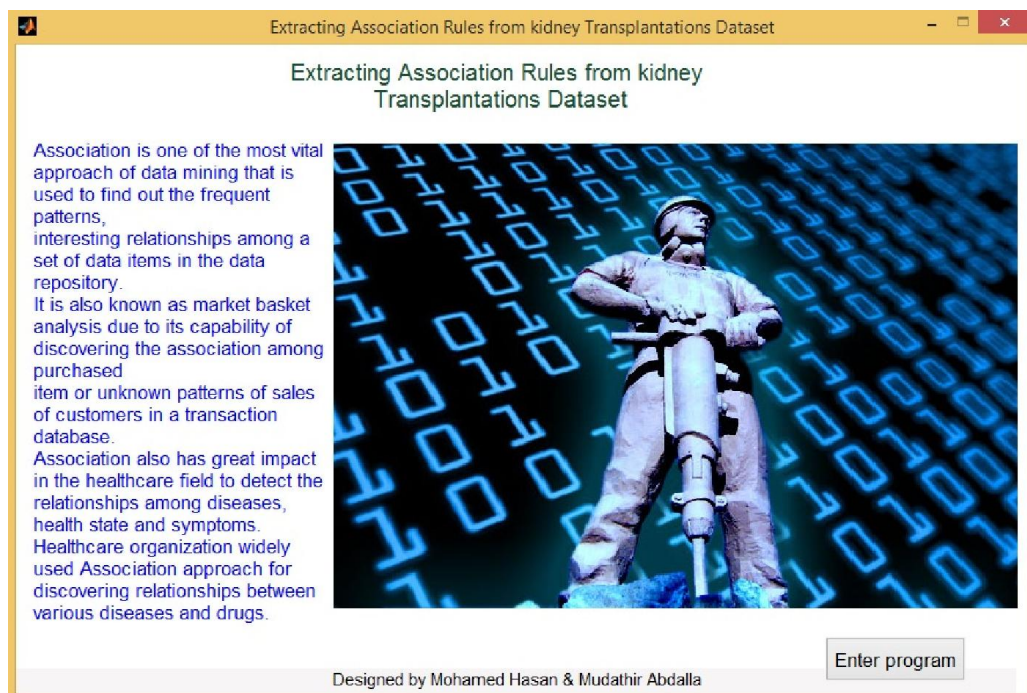 Extracting Association Rules from kidney Transplantations Dataset
Extracting Association Rules from kidney
Transplantations Dataset
Association is one of the most vital
approach of data mining that is
used to find out the frequent
patterns,
interesting relationships among a
set of data items in the data
repository.
It is also known as market basket
analysis due to its capability of
discovering the association among
purchased
item or unknown patterns of sales
of customers in a transaction
database.
Association also has great impact
in the healthcare field to detect the
relationships among diseases,
health state and symptoms.
Healthcare organization widely
used Association approach for
discovering relationships between
various diseases and drugs.
Enter program
Designed by Mohamed Hasan & Mudathir Abdalla